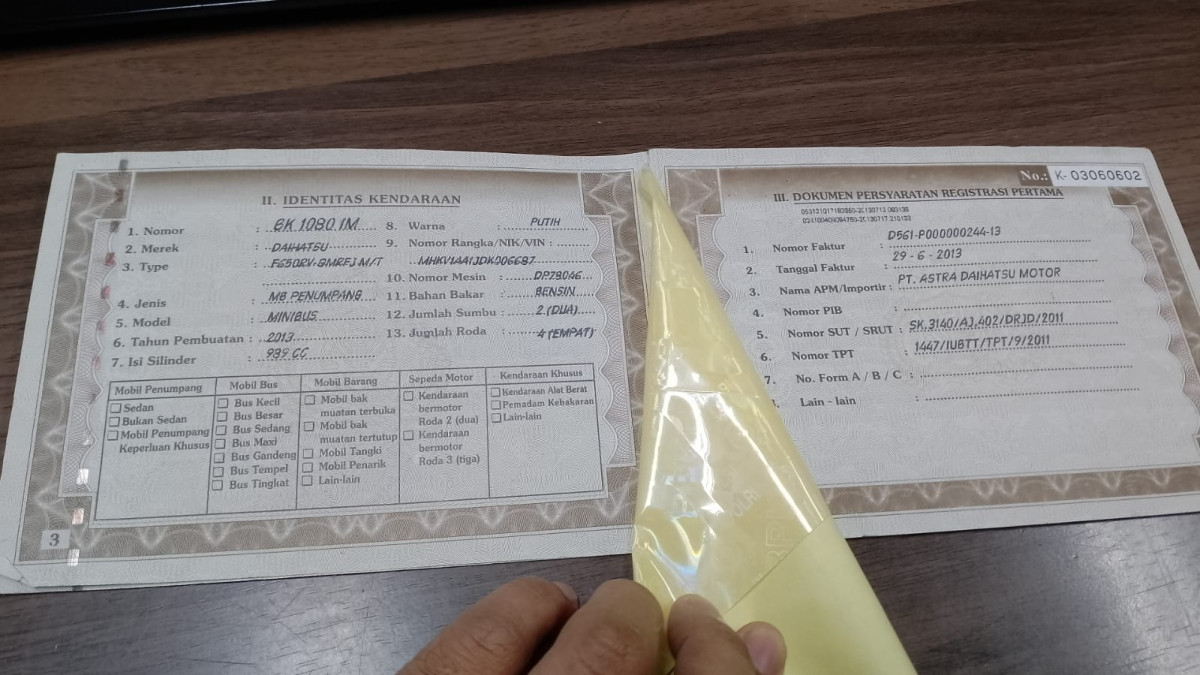 II. IDENTITAS KENDARAAN
1. Nomor : BK 1080 IM
2. Merek : DAIHATSU
3. Type : F650RV-GMRFJ M/T
4. Jenis : MB PENUMPANG
5. Model : MINIBUS
6. Tahun Pembuatan : 2013
7. Isi Silinder : 989 CC
8. Warna : PUTIH
9. Nomor Rangka/NIK/VIN :
MHKV1AA1JDK006687
10. Nomor Mesin : DP78046
11. Bahan Bakar : BENSIN
12. Jumlah Sumbu : 2 (DUA)
13. Jumlah Roda : 4 (EMPAT)
Mobil Penumpang
Sedan
Bukan Sedan
Mobil Penumpang
Keperluan Khusus
Mobil Bus
Bus Kecil
Bus Besar
Bus Sedang
Bus Maxi
Bus Gandeng
Bus Tempel
Bus Tingkat
Mobil Barang
Mobil bak
muatan terbuka
Mobil bak
muatan tertutup
Mobil Tangki
Mobil Penarik
Lain-lain
Sepeda Motor
Kendaraan
bermotor
Roda 2 (dua)
Kendaraan
bermotor
Roda 3 (tiga)
Kendaraan Khusus
Kendaraan Alat Berat
Pemadam Kebakaran
Lain-lain
3
No.: K- 03060602
III. DOKUMEN PERSYARATAN REGISTRASI PERTAMA
1. Nomor Faktur : D561-P000000244-13
2. Tanggal Faktur : 29 - 6 - 2013
3. Nama APM/Importir : PT. ASTRA DAIHATSU MOTOR
4. Nomor PIB :
5. Nomor SUT / SRUT : SK.3140/AJ.402/DRJD/2011
6. Nomor TPT : 1447/IUBTT/TPT/9/2011
7. No. Form A / B / C :
Lain - lain :